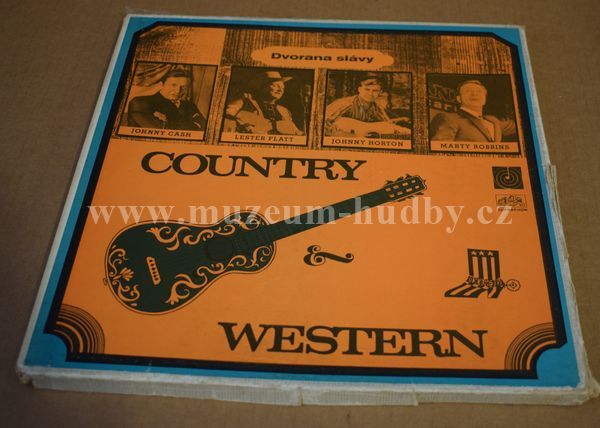 Dvorana slávy
JOHNNY CASH
LESTER FLATT
JOHNNY HORTON
MARTY ROBBINS
COUNTRY
www.muzeum-hudby.cz
&
WESTERN